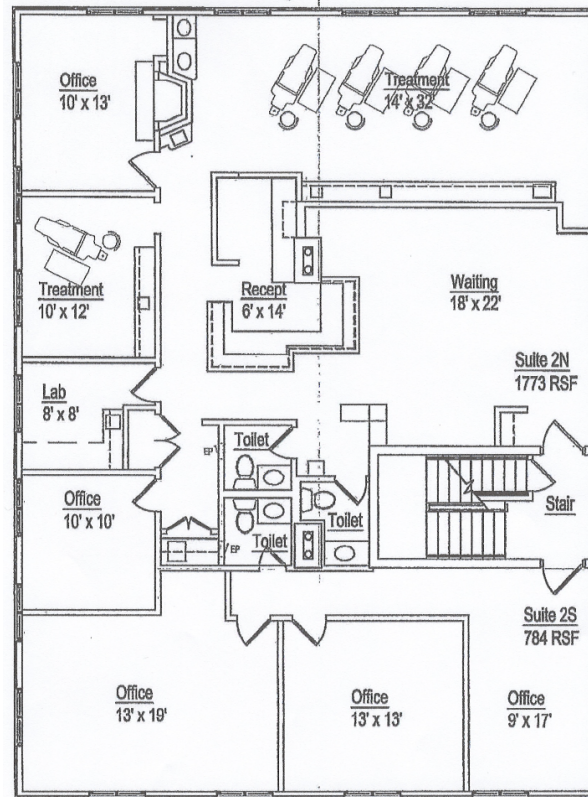 Office
10' x 13'
Treatment
14' x 32'
Treatment
10' x 12'
Recept
6' x 14'
Waiting
18' x 22'
Suite 2N
1773 RSF
Lab
8' x 8'
EP
Toilet
Office
10' x 10'
Toilet
Toilet
EP
Stair
Suite 2S
784 RSF
Office
13' x 19'
Office
13' x 13'
Office
9' x 17'